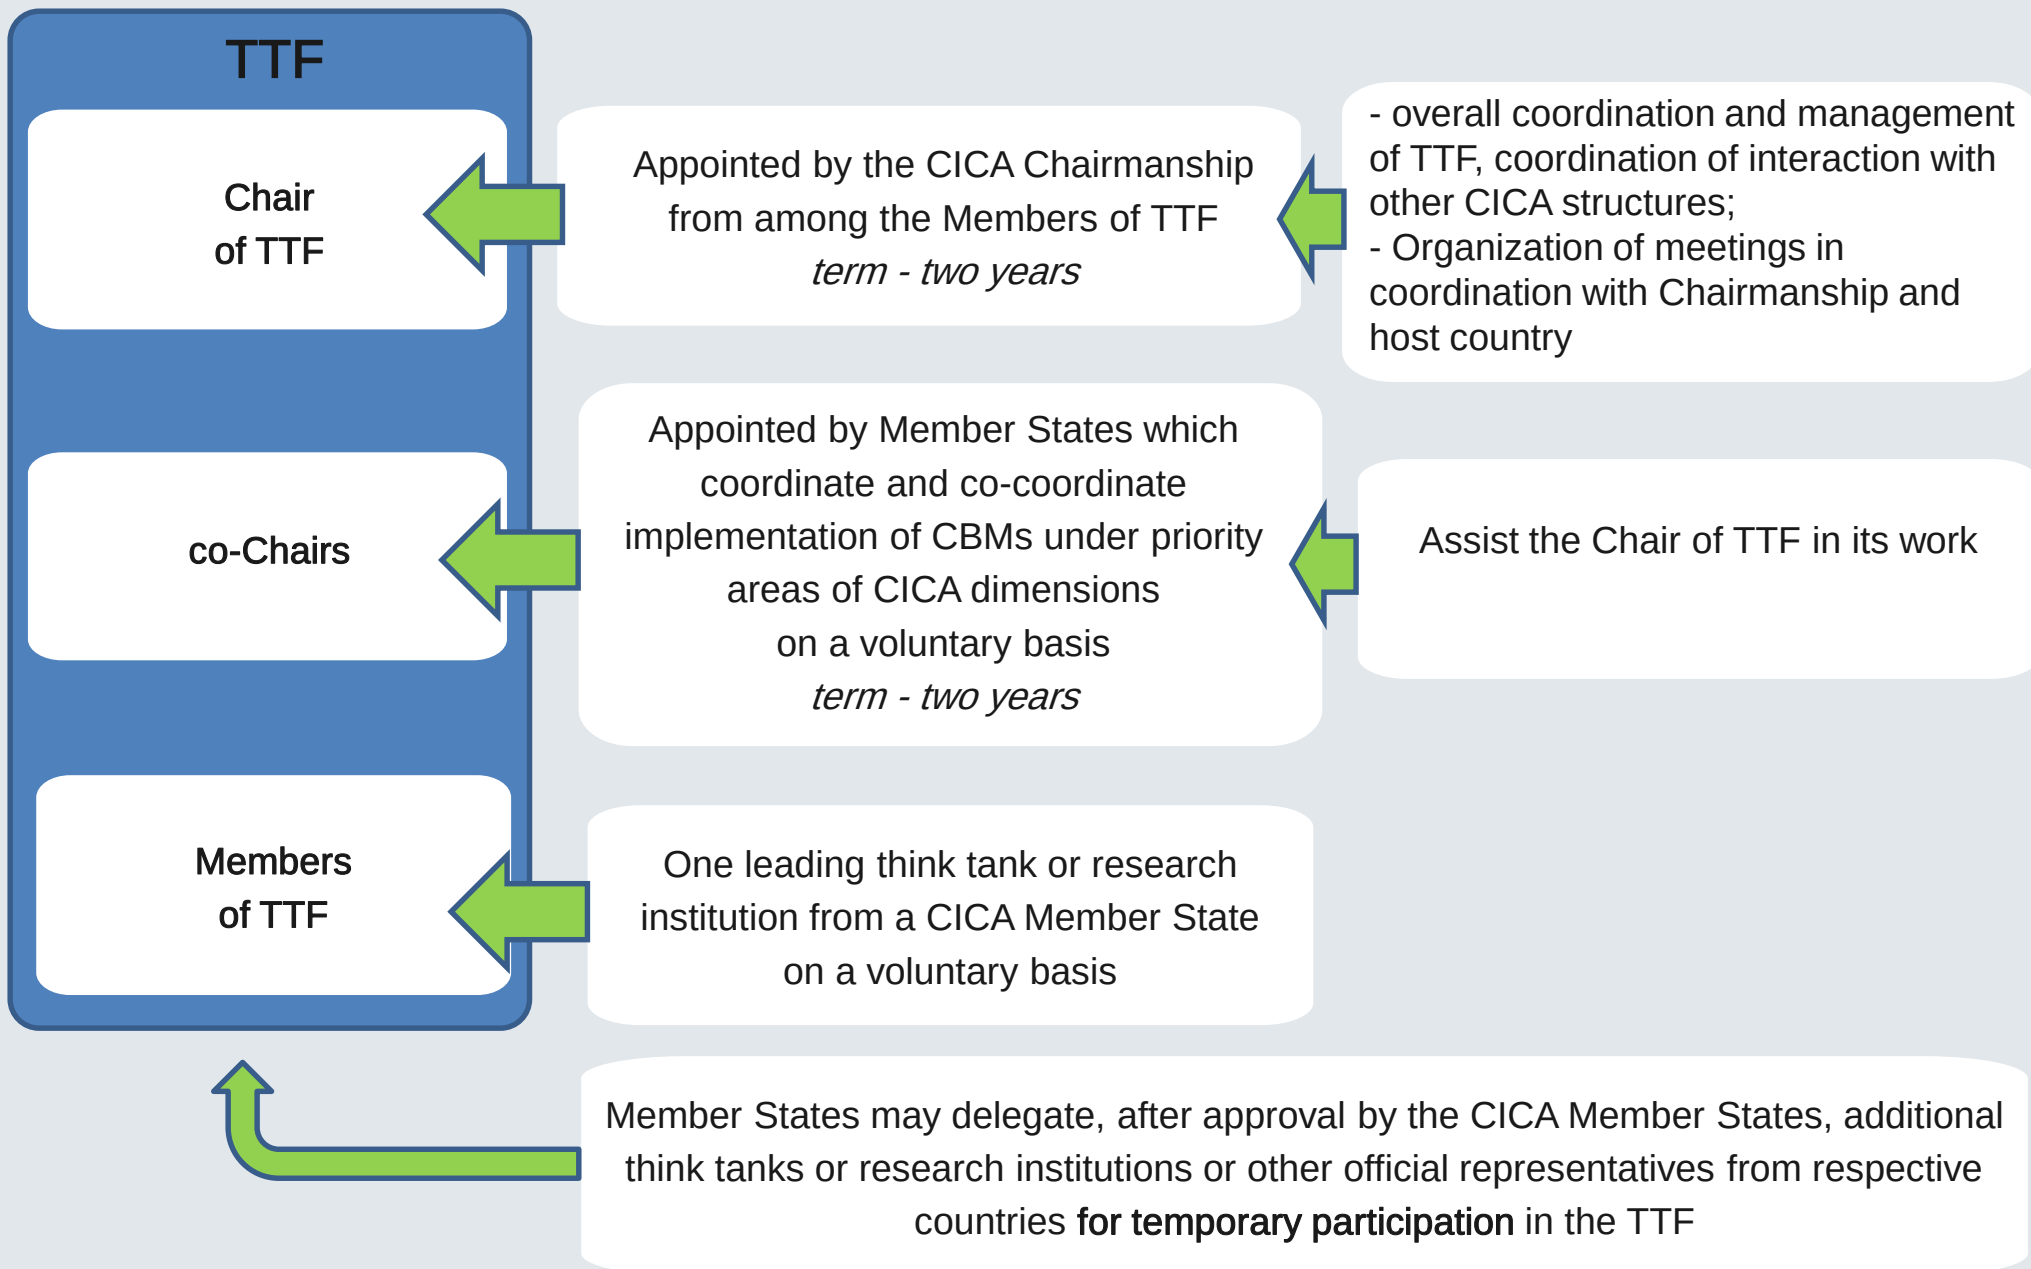 TTF
Chair
of TTF
Appointed by the CICA Chairmanship
from among the Members of TTF
term - two years
- overall coordination and management
of TTF, coordination of interaction with
other CICA structures;
- Organization of meetings in
coordination with Chairmanship and
host country
co-Chairs
Appointed by Member States which
coordinate and co-coordinate
implementation of CBMs under priority
areas of CICA dimensions
on a voluntary basis
term - two years
Assist the Chair of TTF in its work
Members
of TTF
One leading think tank or research
institution from a CICA Member State
on a voluntary basis
Member States may delegate, after approval by the CICA Member States, additional
think tanks or research institutions or other official representatives from respective
countries for temporary participation in the TTF